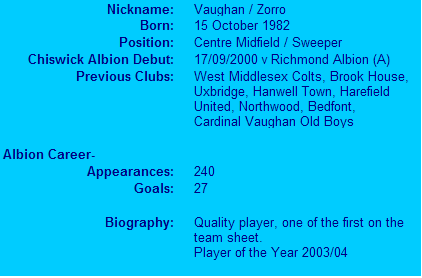 Nickname: Vaughan / Zorro
Born: 15 October 1982
Position: Centre Midfield / Sweeper
Chiswick Albion Debut: 17/09/2000 v Richmond Albion (A)
Previous Clubs: West Middlesex Colts, Brook House,
Uxbridge, Hanwell Town, Harefield
United, Northwood, Bedfont,
Cardinal Vaughan Old Boys
Albion Career-
Appearances: 240
Goals: 27
Biography: Quality player, one of the first on the
team sheet.
Player of the Year 2003/04